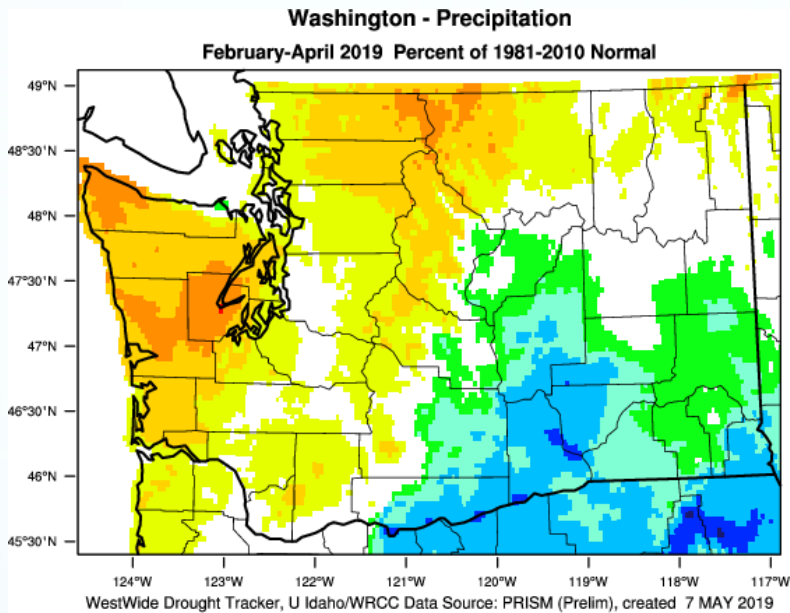 Washington - Precipitation
February-April 2019 Percent of 1981-2010 Normal
49°N
48°30'N
48°N
47°30'N
47°N
46°30'N
46°N
45°30'N
124°W
123°W
122°W
121°W
120°W
119°W
118°W
117°W
WestWide Drought Tracker, U Idaho/WRCC Data Source: PRISM (Prelim), created 7 MAY 2019